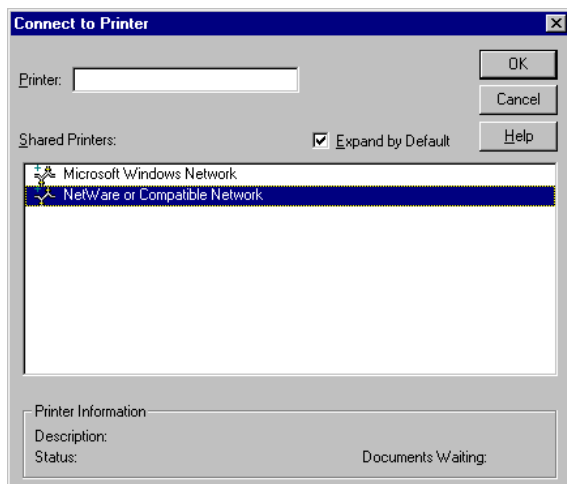 Connect to Printer
Printer:
OK
Cancel
Help
Shared Printers:
Expand by Default
Microsoft Windows Network
NetWare or Compatible Network
Printer Information
Description:
Status:
Documents Waiting: